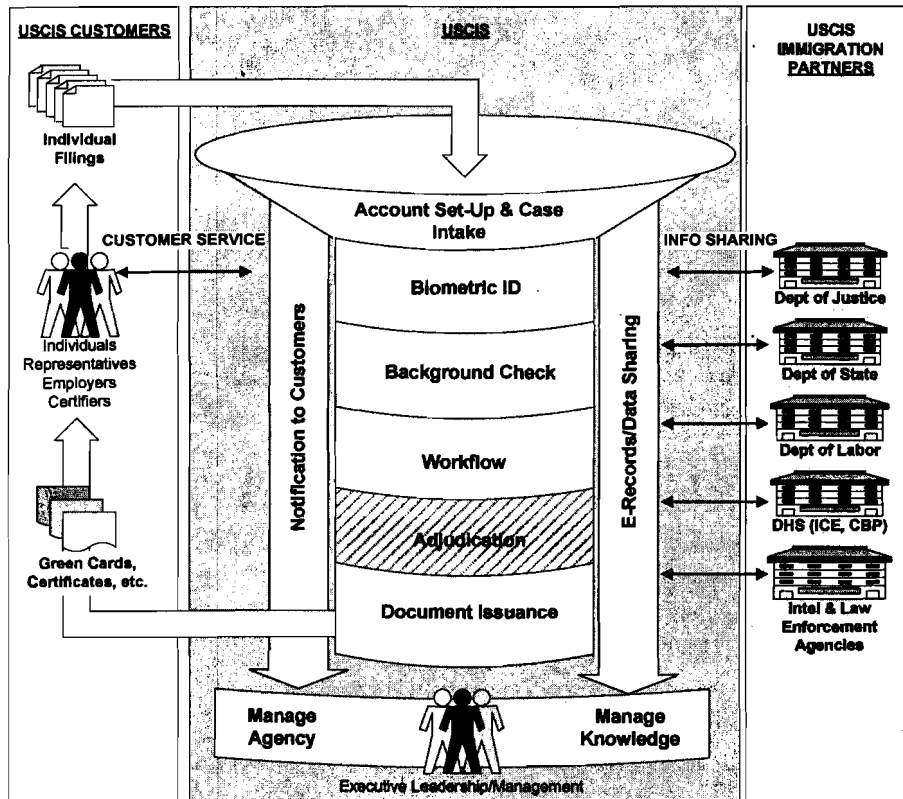 USCIS CUSTOMERS
Individual
Filings
CUSTOMER SERVICE
Individuals
Representatives
Employers
Certifiers
Green Cards,
Certificates, etc.
USCIS
Account Set-Up & Case
Intake
Biometric ID
Background Check
Workflow
Adjudication
Document Issuance
Notification to Customers
E-Records/Data Sharing
Manage
Agency
Manage
Knowledge
Executive Leadership/Management
USCIS
IMMIGRATION
PARTNERS
INFO SHARING
Dept of Justice
Dept of State
Dept of Labor
DHS (ICE, CBP)
Intel & Law
Enforcement
Agencies